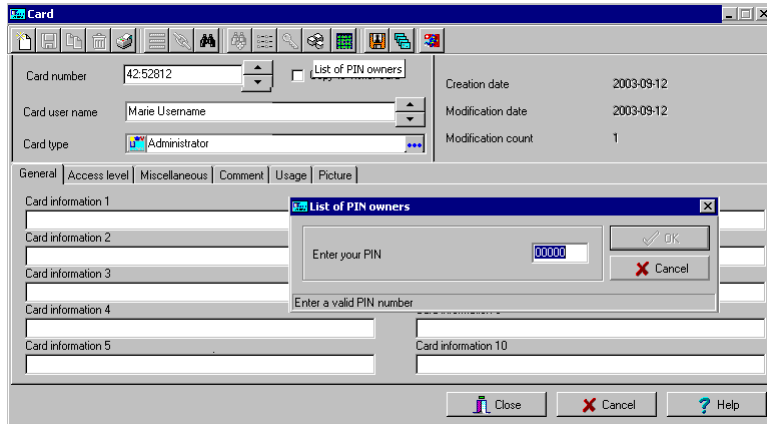 Card
Card number
42:52812
List of PIN owners
Creation date
2003-09-12
Card user name
Marie Username
Modification date
2003-09-12
Card type
Administrator
Modification count
1
General
Access level
Miscellaneous
Comment
Usage
Picture
Card information 1
List of PIN owners
Card information 2
Enter your PIN
00000
OK
Cancel
Card information 3
Enter a valid PIN number
Card information 4
Card information 5
Card information 10
Close
Cancel
Help